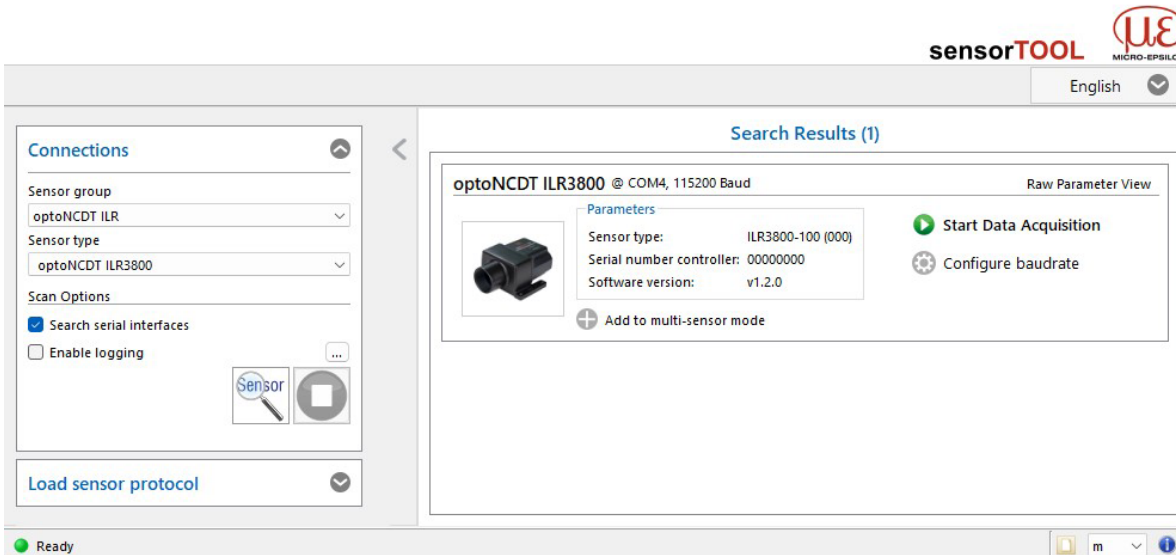 sensorTOOL
με
MICRO-EPSILO
English
Connections
Sensor group
optoNCDT ILR
Sensor type
optoNCDT ILR3800
Scan Options
Search serial interfaces
Enable logging
...
Sensor
Load sensor protocol
Search Results (1)
optoNCDT ILR3800 @ COM4, 115200 Baud
Raw Parameter View
Parameters
Sensor type: ILR3800-100 (000)
Serial number controller: 00000000
Software version: v1.2.0
Add to multi-sensor mode
Start Data Acquisition
Configure baudrate
Ready
m